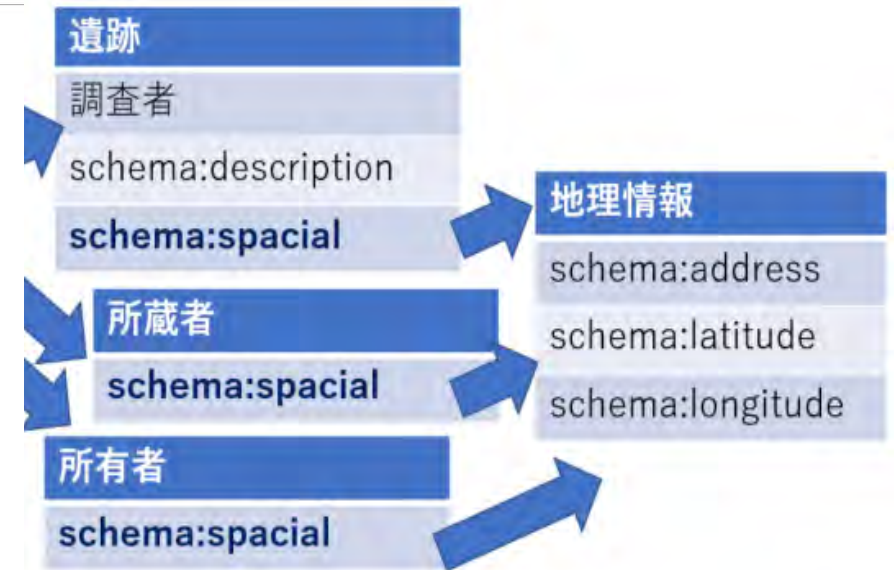 遺跡
調査者
schema:description
schema:spacial
所蔵者
schema:spacial
所有者
schema:spacial
地理情報
schema:address
schema:latitude
schema:longitude